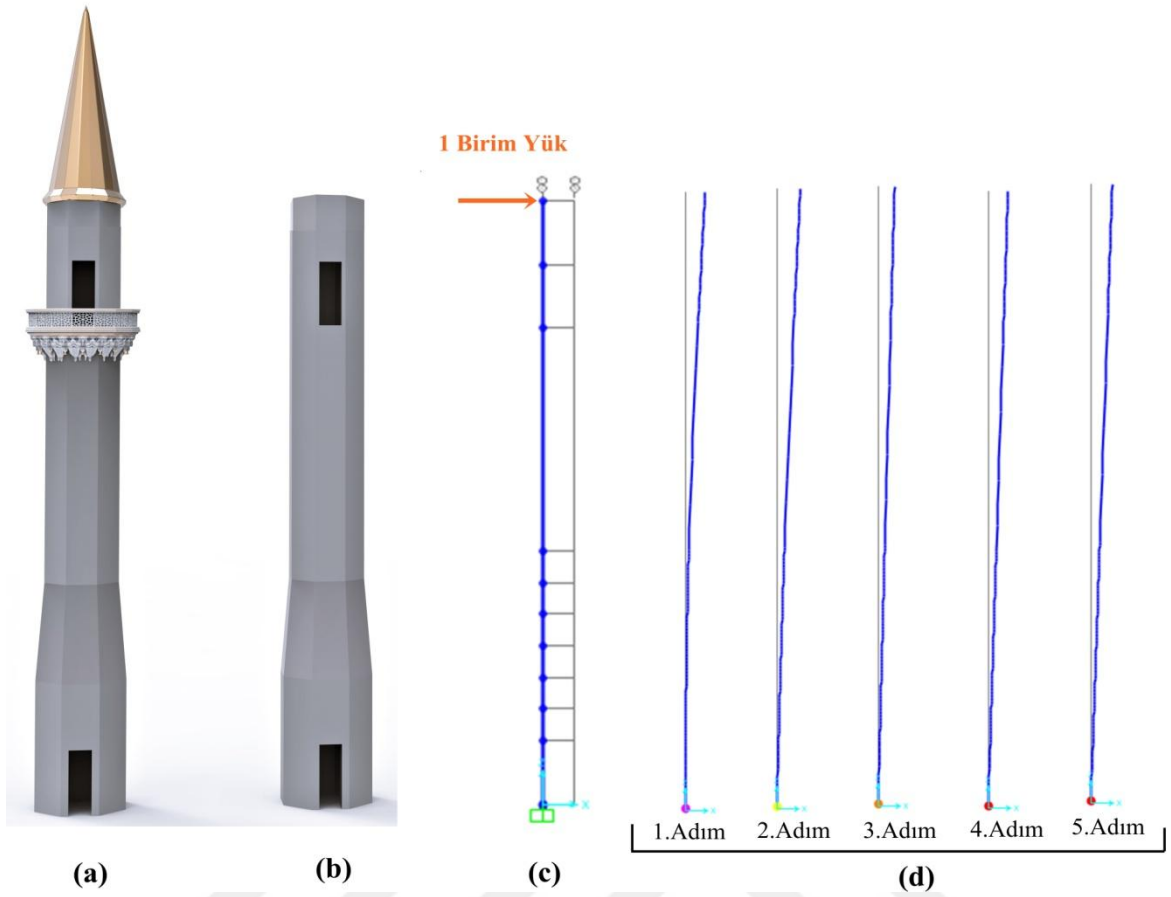 1 Birim Yük
x
x
x
x
x
x
1.Adım
2.Adım
3.Adım
4.Adım
5.Adım
(a)
(b)
(c)
(d)